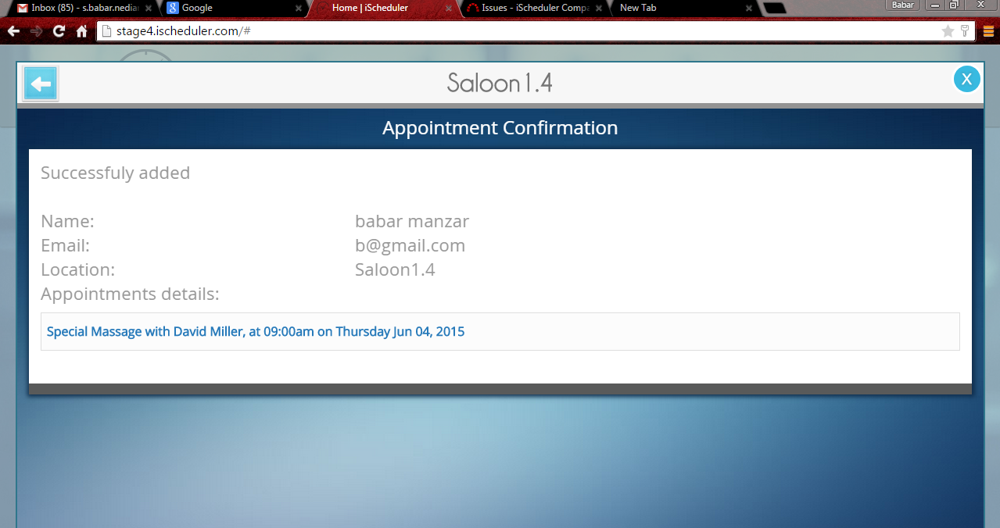 Inbox (85) - s.babar.nedian
Google
Home | iScheduler
Issues - iScheduler Compa
New Tab
Babar
stage4.ischeduler.com/#
Saloon1.4
X
Appointment Confirmation
Successfuly added
Name: babar manzar
Email: b@gmail.com
Location: Saloon1.4
Appointments details:
Special Massage with David Miller, at 09:00am on Thursday Jun 04, 2015